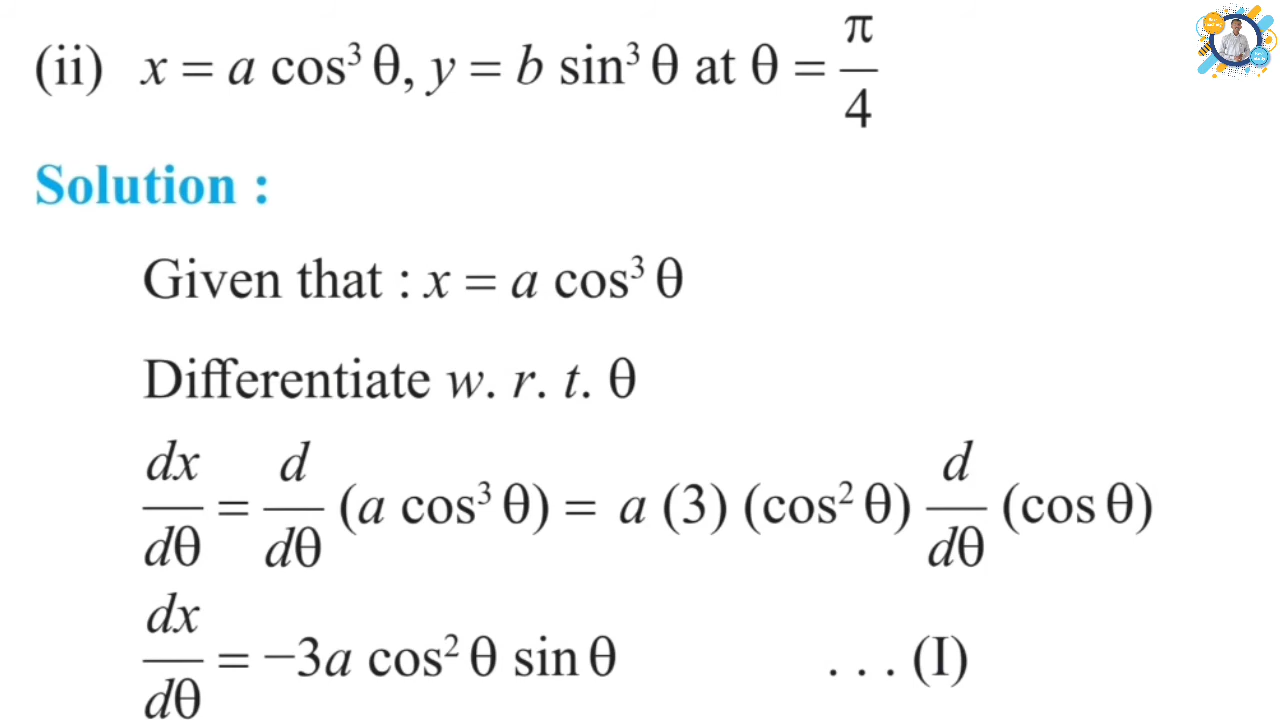 (ii) x = a cos³ θ, y = b sin³ θ at θ = π/4
Solution :
Given that : x = a cos³ θ
Differentiate w. r. t. θ
dx/dθ = d/dθ (a cos³ θ) = a (3) (cos² θ) d/dθ (cos θ)
dx/dθ = −3a cos² θ sin θ . . . (I)